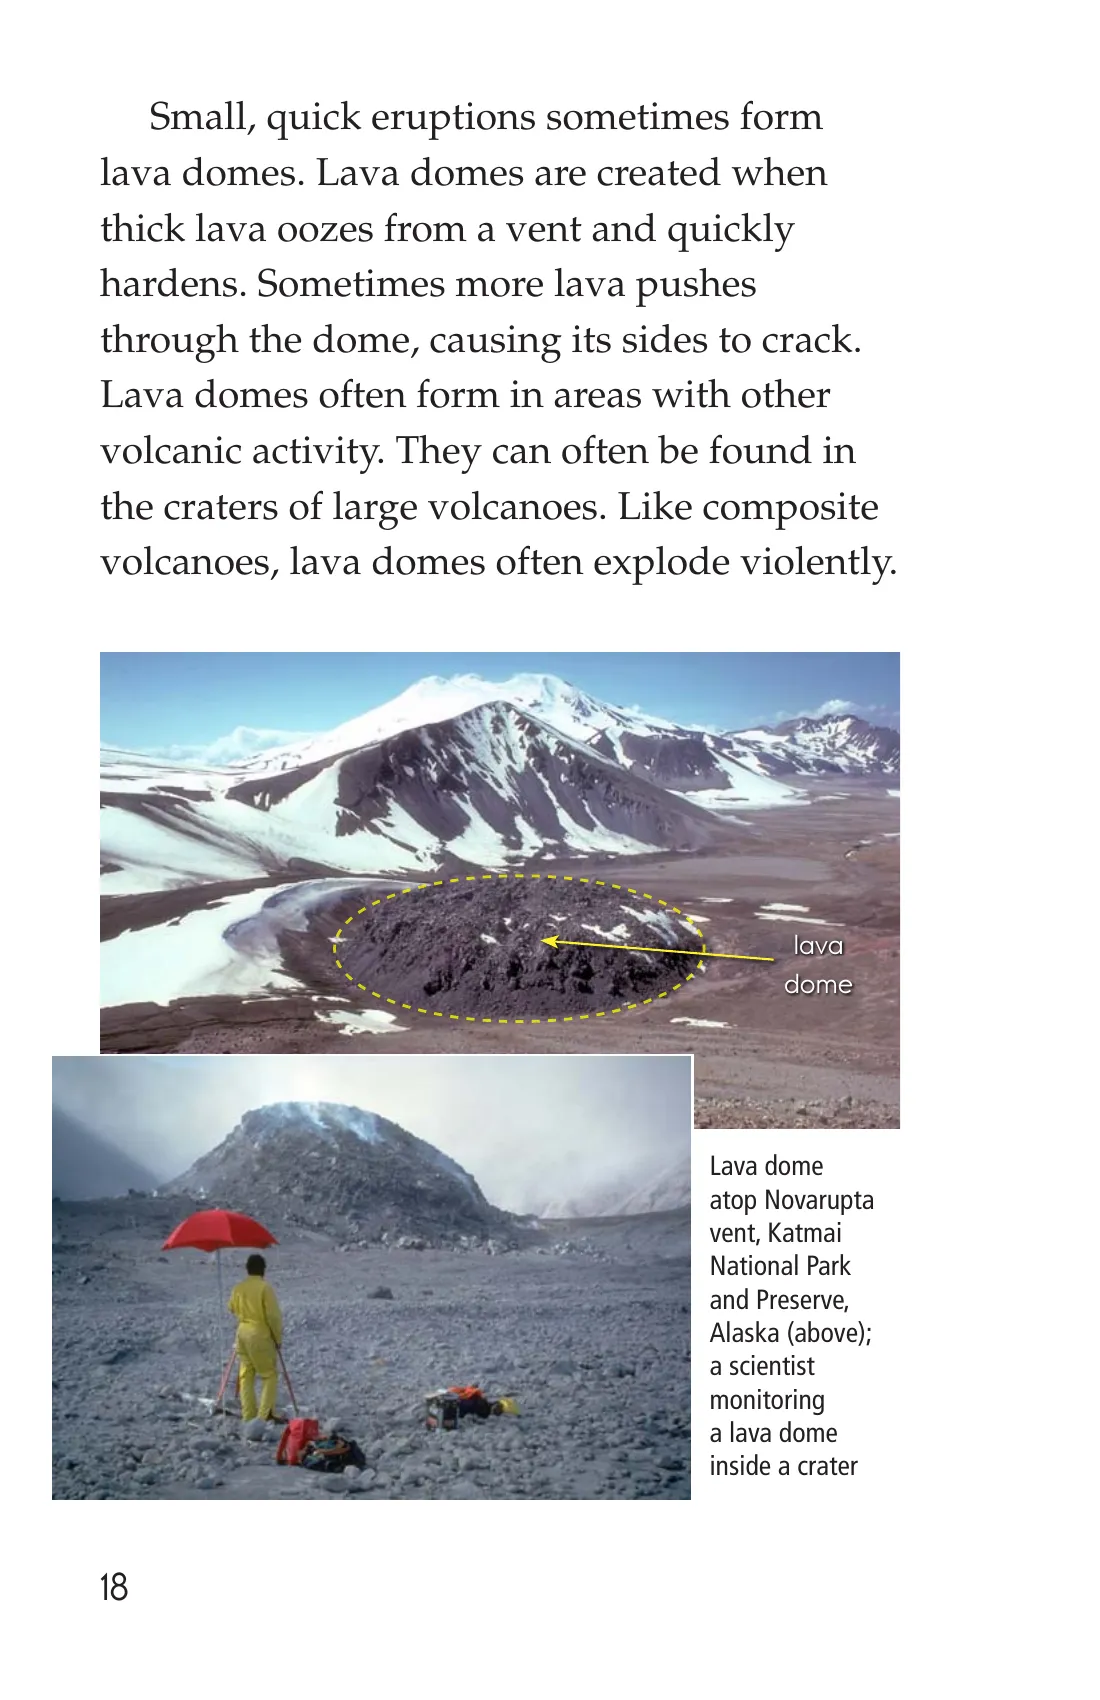 Small, quick eruptions sometimes form
lava domes. Lava domes are created when
thick lava oozes from a vent and quickly
hardens. Sometimes more lava pushes
through the dome, causing its sides to crack.
Lava domes often form in areas with other
volcanic activity. They can often be found in
the craters of large volcanoes. Like composite
volcanoes, lava domes often explode violently.
lava
dome
Lava dome
atop Novarupta
vent, Katmai
National Park
and Preserve,
Alaska (above);
a scientist
monitoring
a lava dome
inside a crater
18